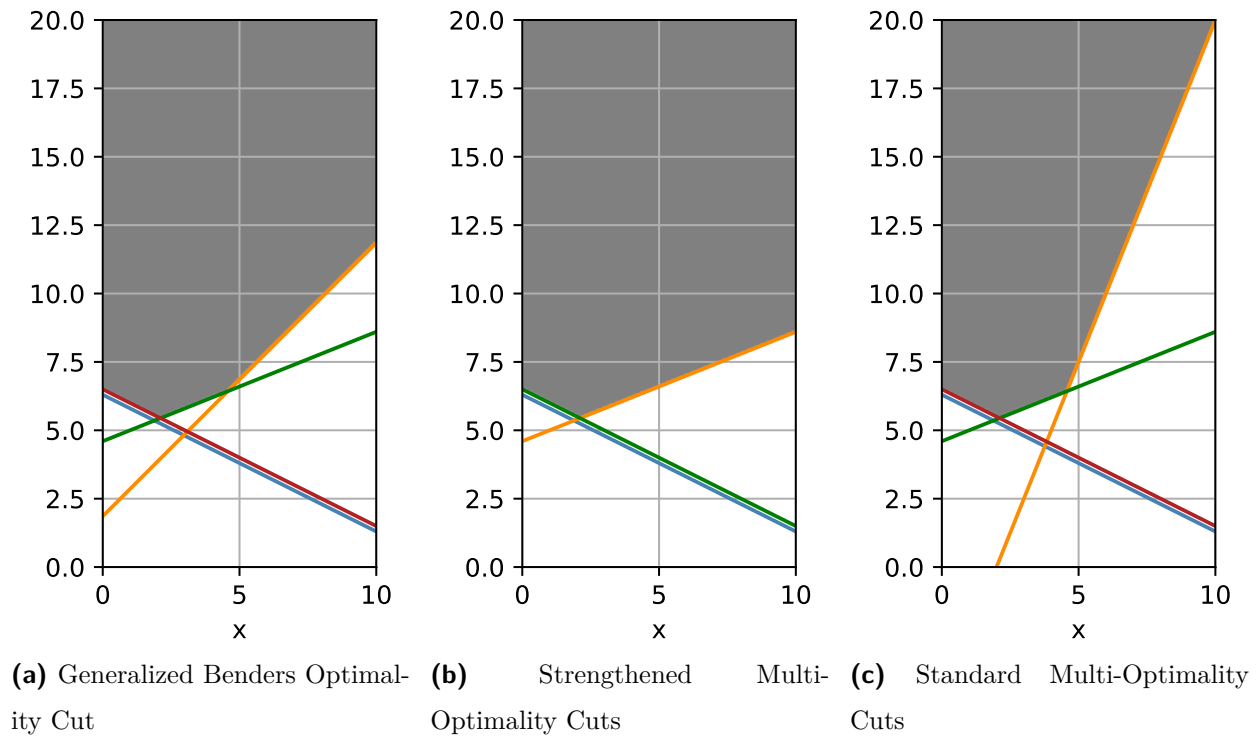 20.0
17.5
15.0
12.5
10.0
7.5
5.0
2.5
0.0
0 5 10
x
20.0
17.5
15.0
12.5
10.0
7.5
5.0
2.5
0.0
0 5 10
x
20.0
17.5
15.0
12.5
10.0
7.5
5.0
2.5
0.0
0 5 10
x
(a) Generalized Benders Optimal-
ity Cut
(b) Strengthened Multi-
Optimality Cuts
(c) Standard Multi-Optimality
Cuts